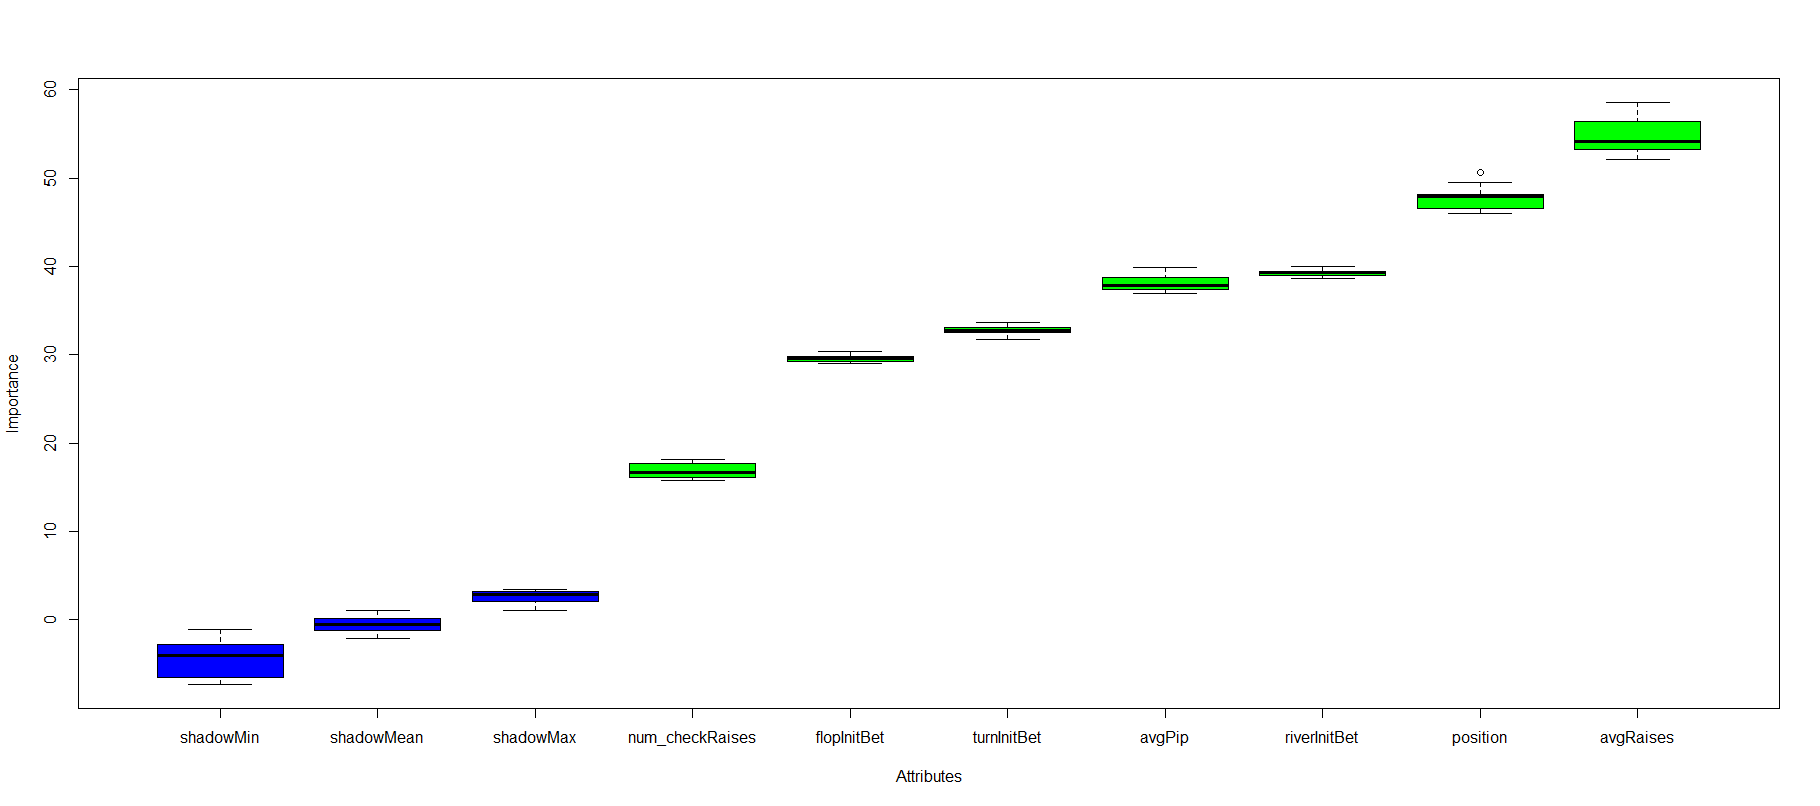 60
50
40
30
20
10
0
Importance
shadowMin shadowMean shadowMax num_checkRaises flopInitBet turnInitBet avgPip riverInitBet position avgRaises
Attributes